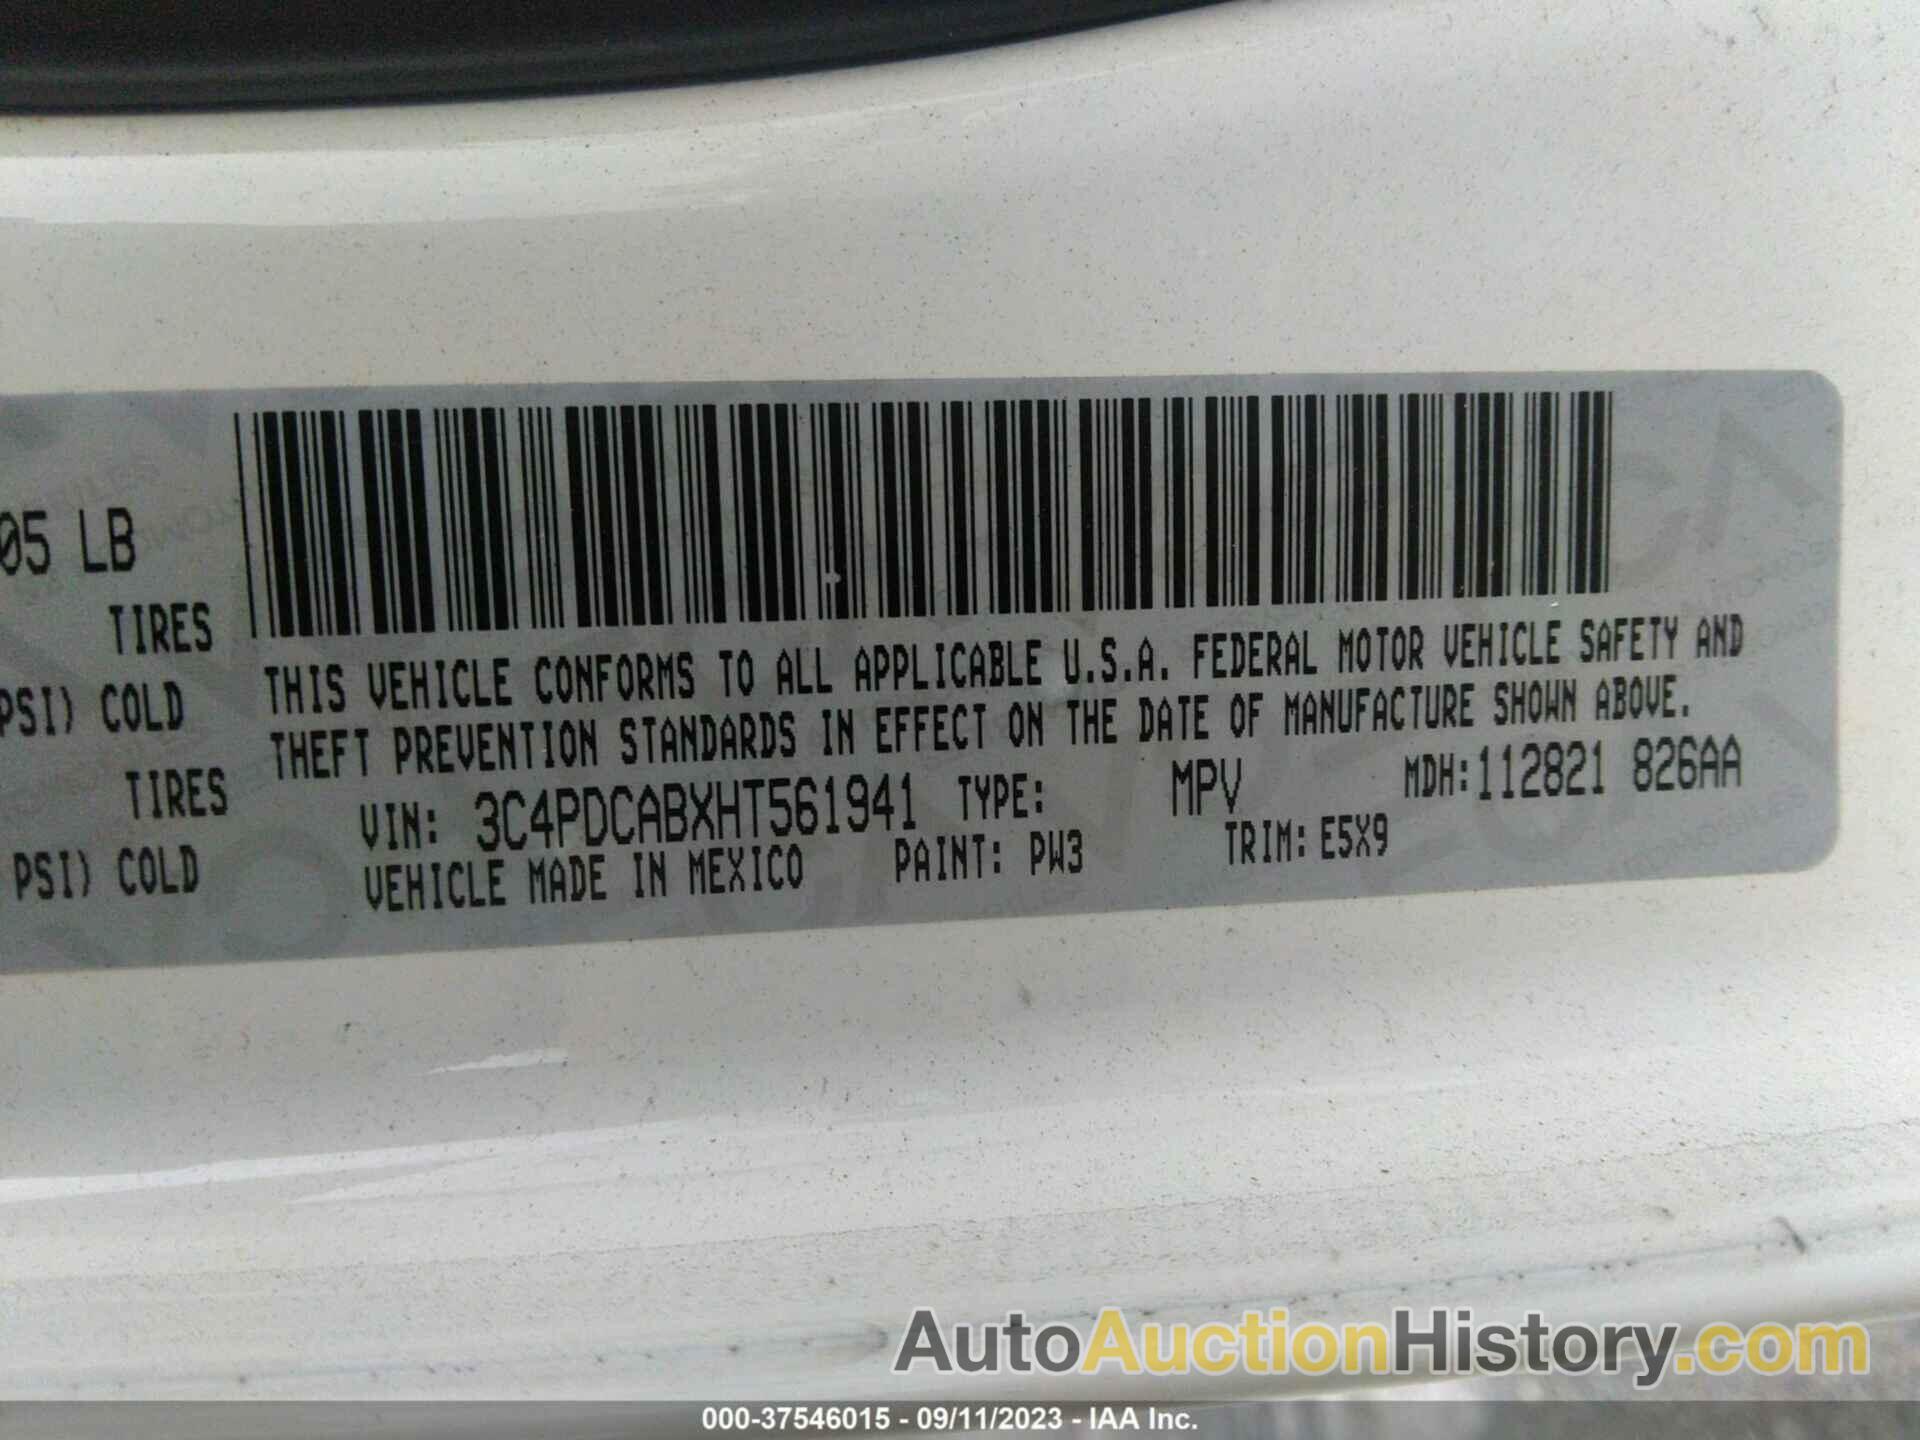 05 LB
TIRES
PSI) COLD
TIRES
PSI) COLD
THIS VEHICLE CONFORMS TO ALL APPLICABLE U.S.A. FEDERAL MOTOR VEHICLE SAFETY AND
THEFT PREVENTION STANDARDS IN EFFECT ON THE DATE OF MANUFACTURE SHOWN ABOVE.
VIN: 3C4PDCABXHT561941 TYPE: MPV MDH:112821 826AA
VEHICLE MADE IN MEXICO PAINT: PW3 TRIM: E5X9
AutoAuctionHistory.com
000-37546015 - 09/11/2023 - IAA Inc.